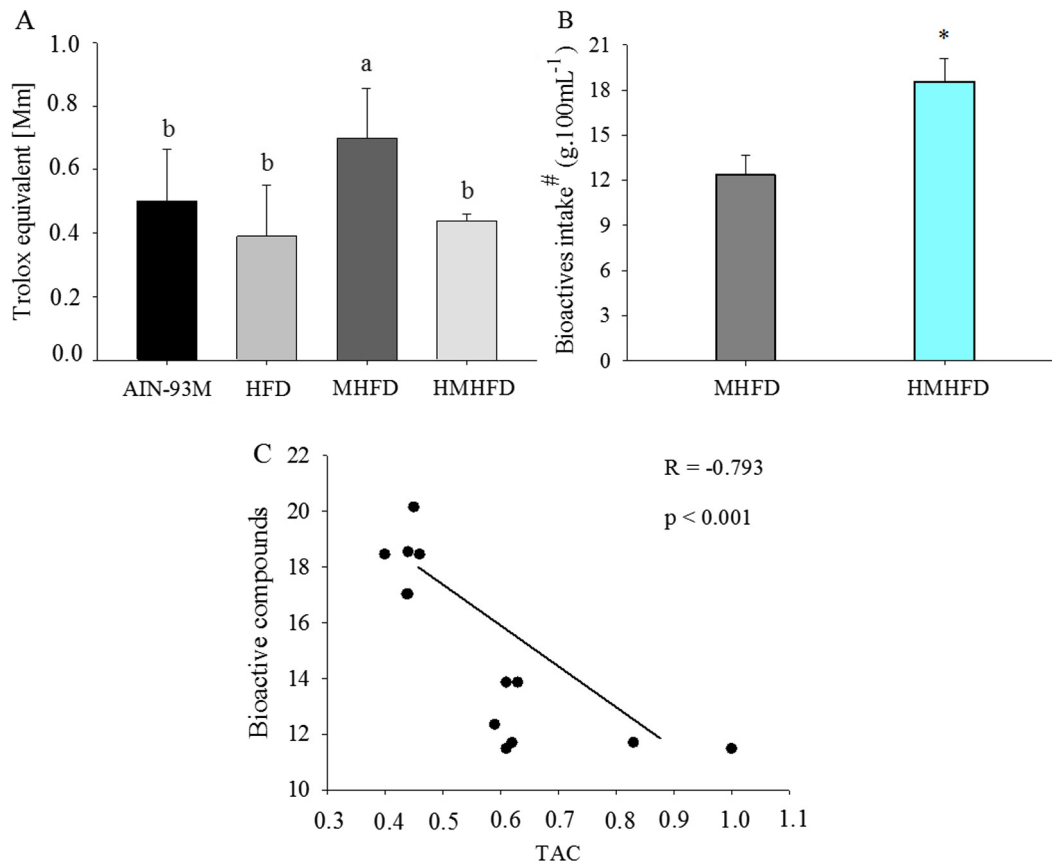 A
Trolox equivalent [Mm]
1.0
0.8
0.6
0.4
0.2
0.0
b
b
a
b
AIN-93M HFD MHFD HMHFD
B
Bioactives intake# (g.100mL-1)
21
18
15
12
9
6
3
0
*
MHFD HMHFD
C
Bioactive compounds
22
20
18
16
14
12
10
R = -0.793
p < 0.001
0.3 0.4 0.5 0.6 0.7 0.8 0.9 1.0 1.1
TAC